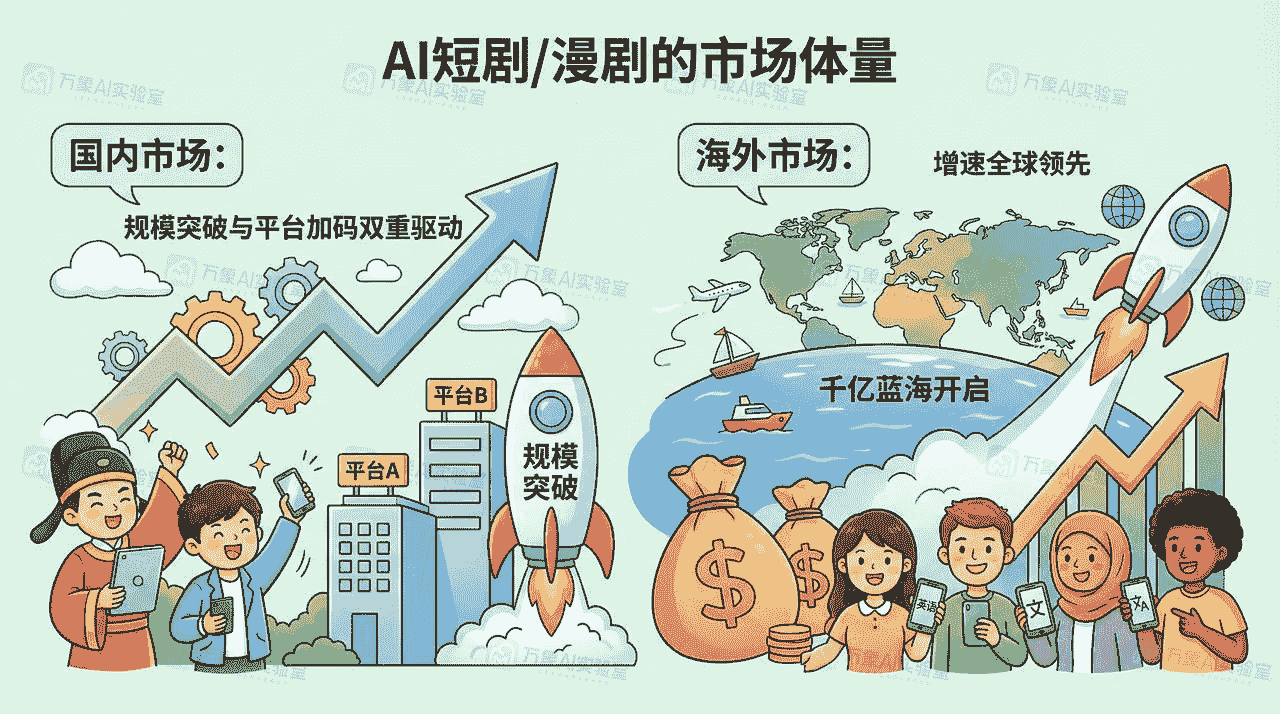 AI短剧/漫剧的市场体量
国内市场：
规模突破与平台加码双重驱动
平台B
平台A
规模
突破
海外市场：
增速全球领先
千亿蓝海开启
英语
文
文A
万象AI实验室